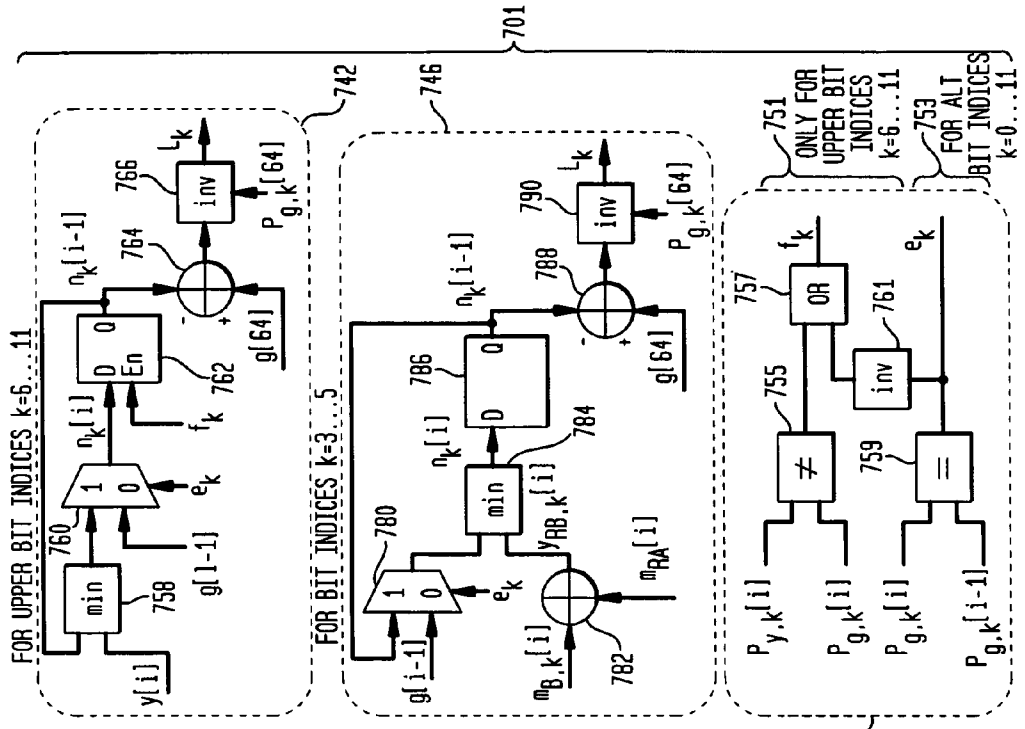 FOR UPPER BIT INDICES k=6...11
y[i]
min
758
g[l-1]
760
1
0
e_k
n_k[i]
D
Q
En
f_k
762
n_k[i-1]
764
-
+
g[64]
766
inv
L_k
P_g,k[64]
742
FOR BIT INDICES k=3...5
g[i-1]
1
0
780
e_k
m_B,k[i]
782
m_RA[i]
y_RB,k[i]
min
784
n_k[i]
D
Q
786
n_k[i-1]
788
-
+
g[64]
790
inv
L_k
P_g,k[64]
746
P_y,k[i]
P_g,k[i]
P_g,k[i]
P_g,k[i-1]
≠
755
=
759
inv
761
OR
757
f_k
e_k
751
ONLY FOR
UPPER BIT
INDICES
k=6...11
753
FOR ALT
BIT INDICES
k=0...11
701